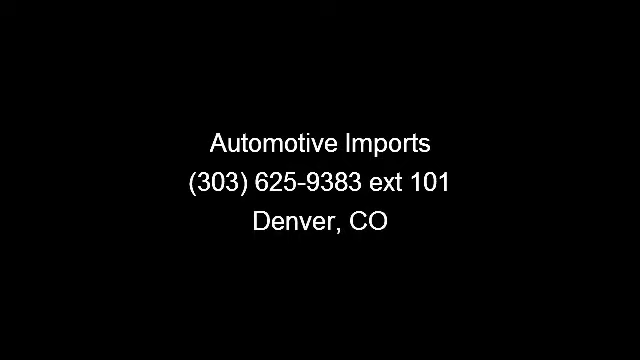 Automotive Imports
(303) 625-9383 ext 101
Denver, CO